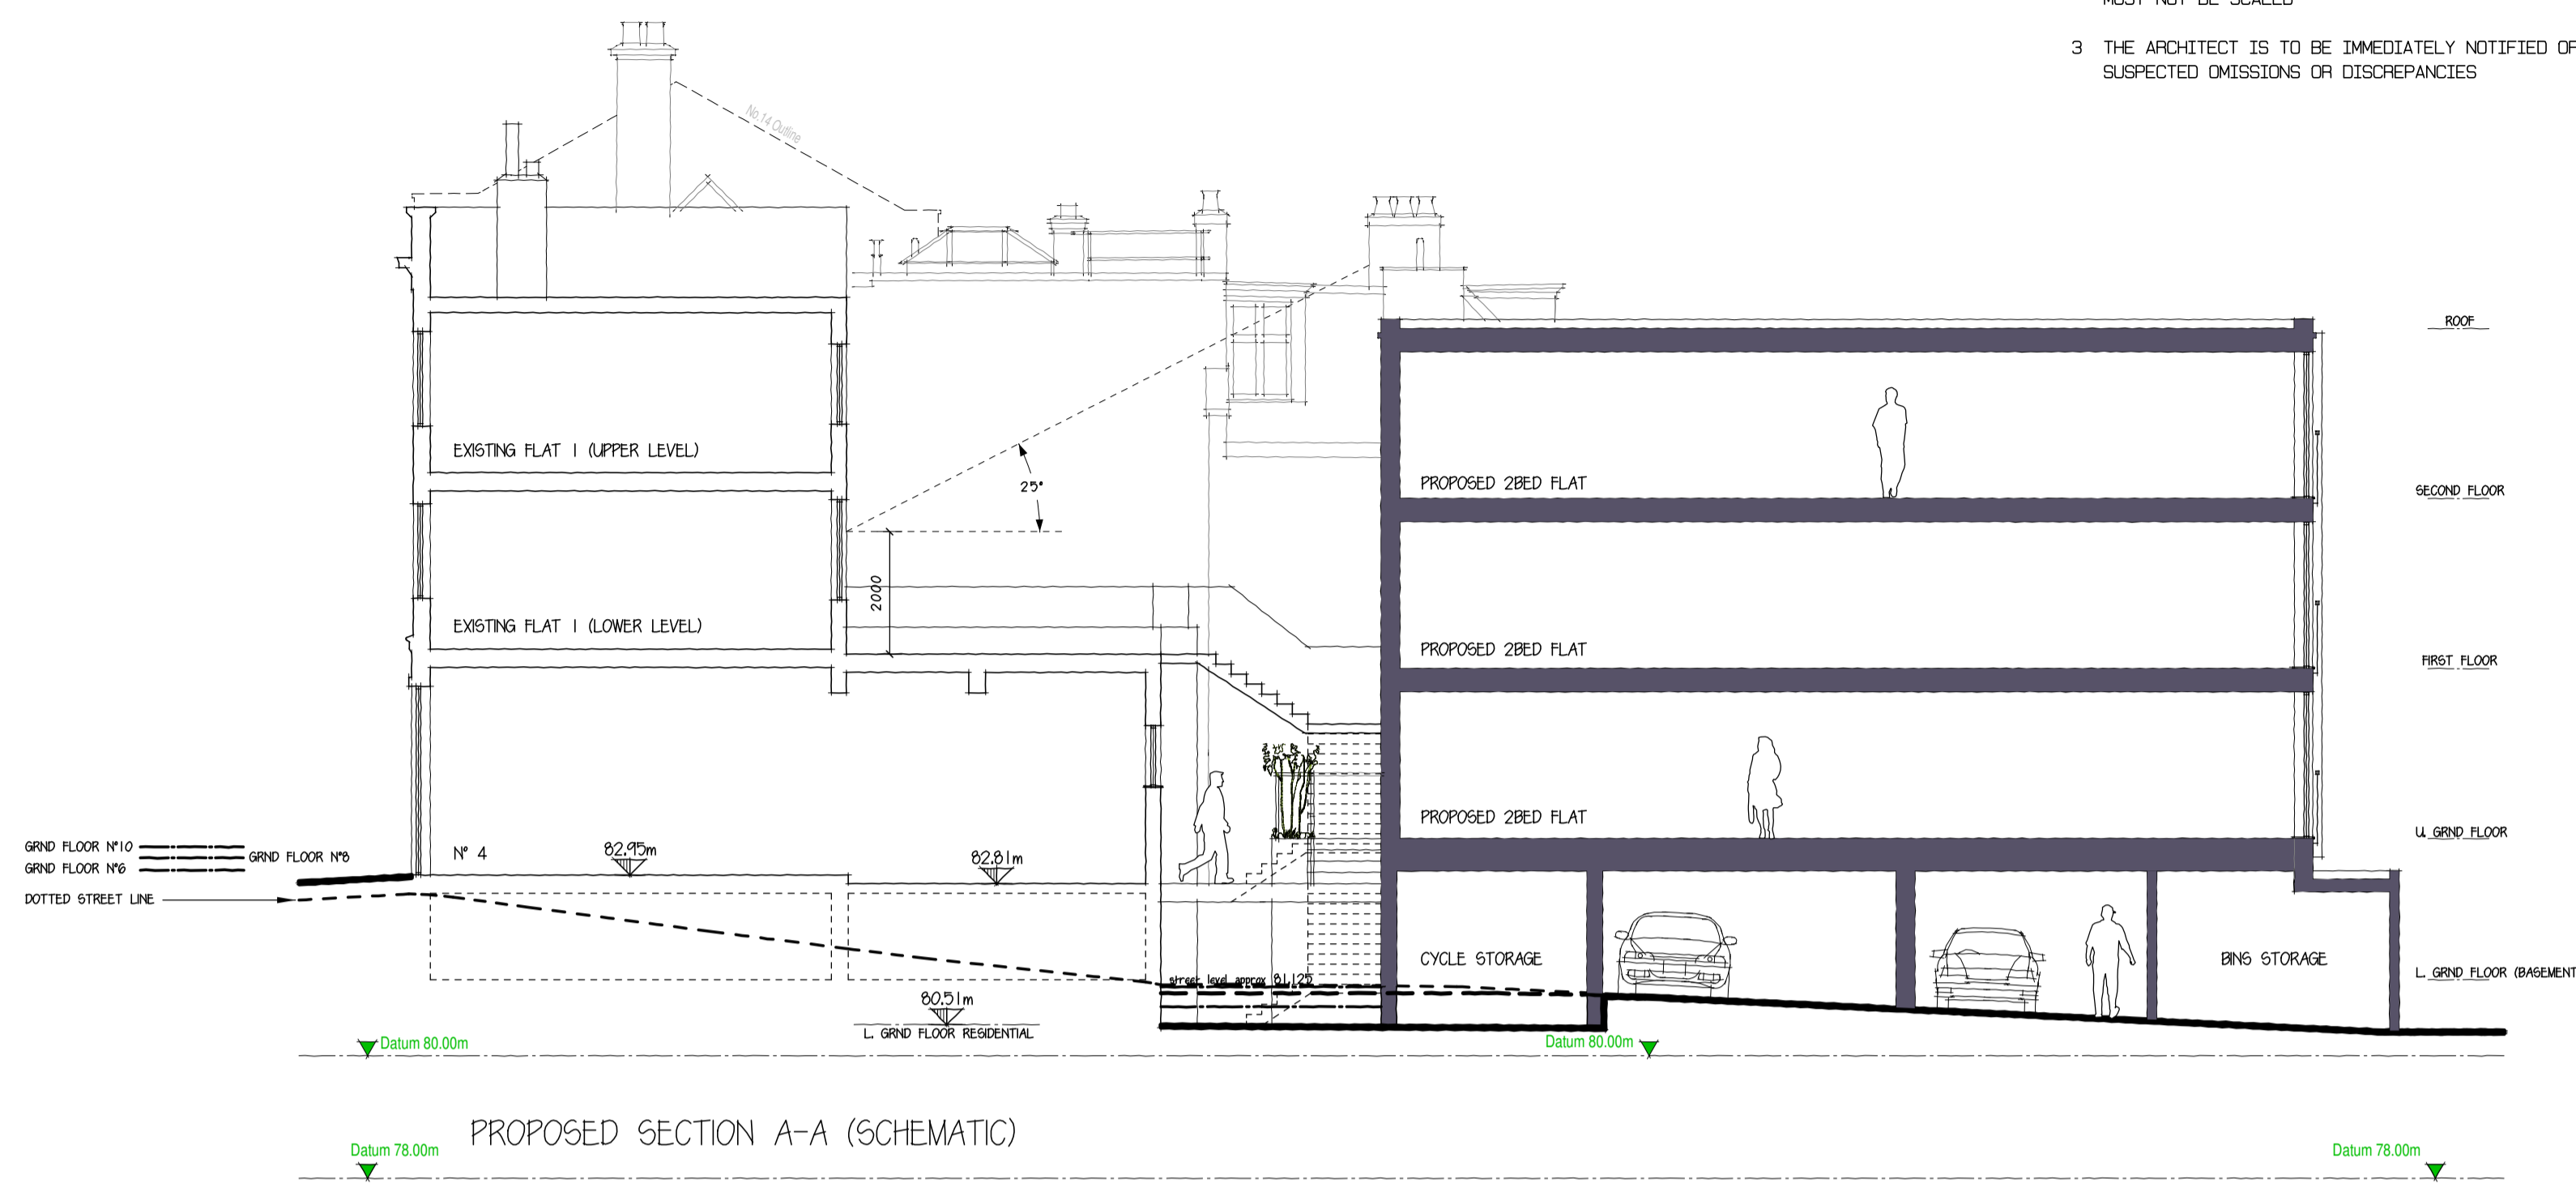 MUST NOT BE SCALED
3 THE ARCHITECT IS TO BE IMMEDIATELY NOTIFIED OF
SUSPECTED OMISSIONS OR DISCREPANCIES
No.14 Outline
ROOF
EXISTING FLAT 1 (UPPER LEVEL)
25°
PROPOSED 2BED FLAT
SECOND FLOOR
2000
EXISTING FLAT 1 (LOWER LEVEL)
PROPOSED 2BED FLAT
FIRST FLOOR
PROPOSED 2BED FLAT
U. GRND FLOOR
GRND FLOOR N°10
GRND FLOOR N°8
GRND FLOOR N°6
N° 4
82.95m
82.81m
DOTTED STREET LINE
CYCLE STORAGE
BINS STORAGE
L. GRND FLOOR (BASEMENT
street level approx 81.125
80.51m
L. GRND FLOOR RESIDENTIAL
Datum 80.00m
Datum 80.00m
PROPOSED SECTION A-A (SCHEMATIC)
Datum 78.00m
Datum 78.00m